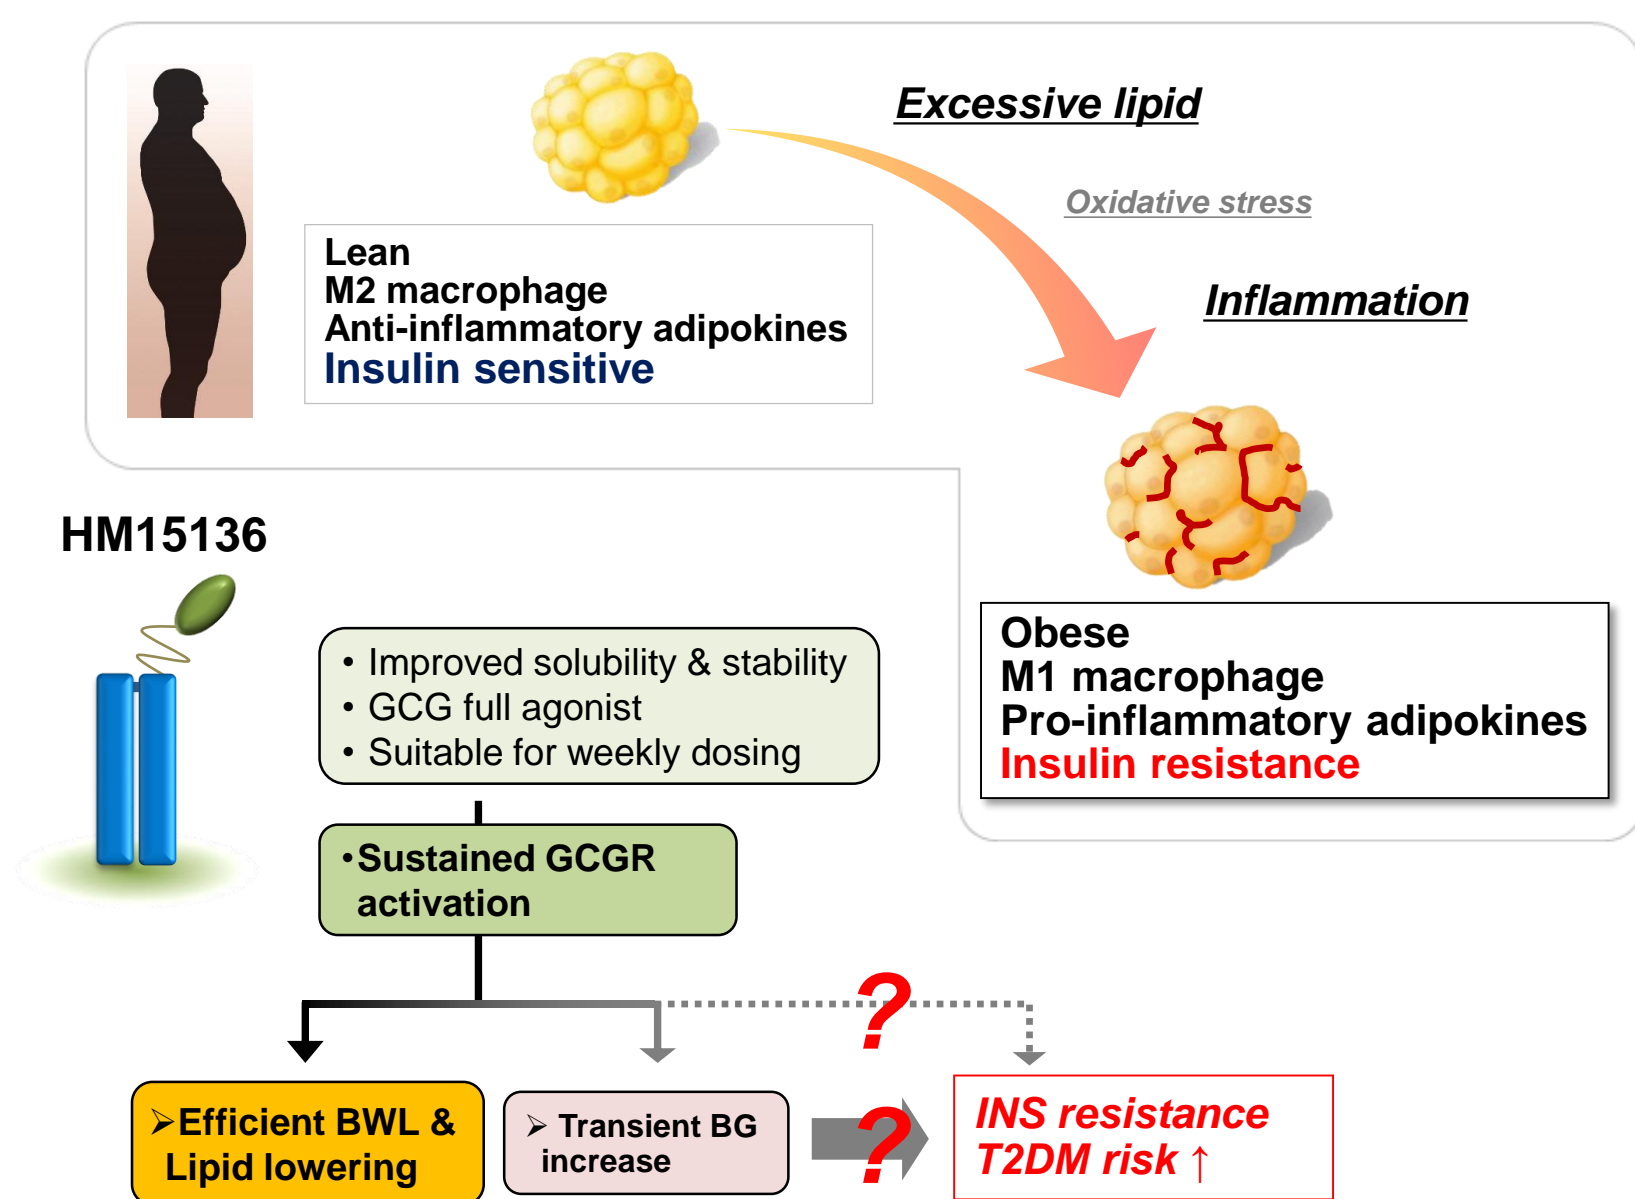 Excessive lipid
Oxidative stress
Inflammation
Lean
M2 macrophage
Anti-inflammatory adipokines
Insulin sensitive
Obese
M1 macrophage
Pro-inflammatory adipokines
Insulin resistance
HM15136
• Improved solubility & stability
• GCG full agonist
• Suitable for weekly dosing
•Sustained GCGR
activation
?
➢Efficient BWL &
Lipid lowering
➢ Transient BG
increase
?
INS resistance
T2DM risk ↑